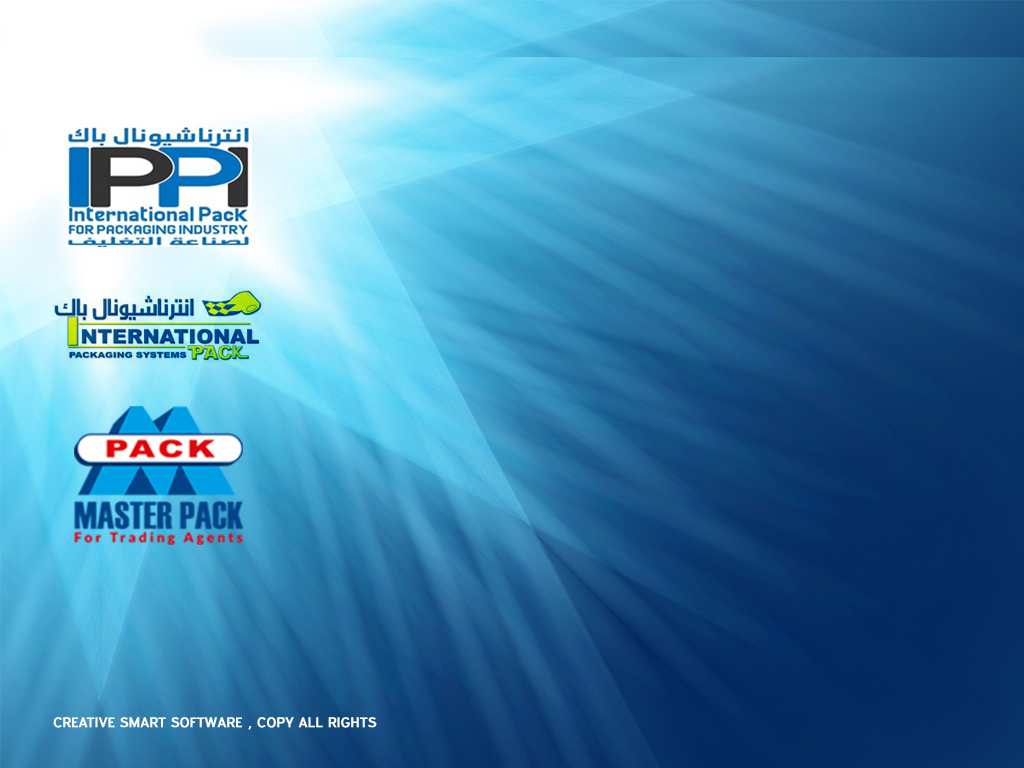 انترناشيونال باك
IPPI
International Pack
FOR PACKAGING INDUSTRY
لصناعة التغليف
انترناشيونال باك
INTERNATIONAL
PACKAGING SYSTEMS PACK
PACK
MASTER PACK
For Trading Agents
CREATIVE SMART SOFTWARE , COPY ALL RIGHTS